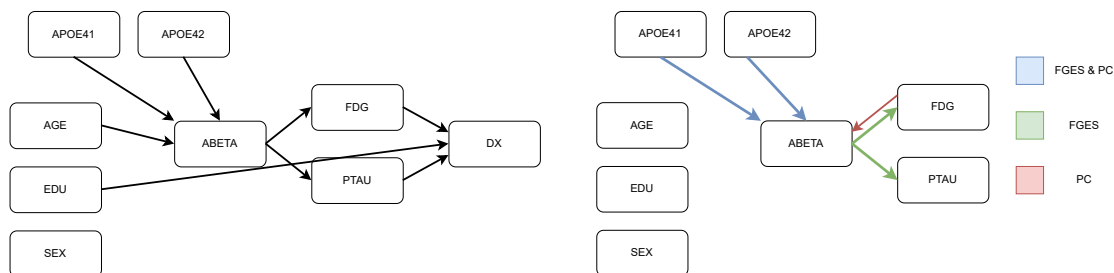 APOE41
APOE42
AGE
ABETA
FDG
DX
EDU
PTAU
SEX
APOE41
APOE42
AGE
ABETA
FDG
EDU
PTAU
SEX
FGES & PC
FGES
PC